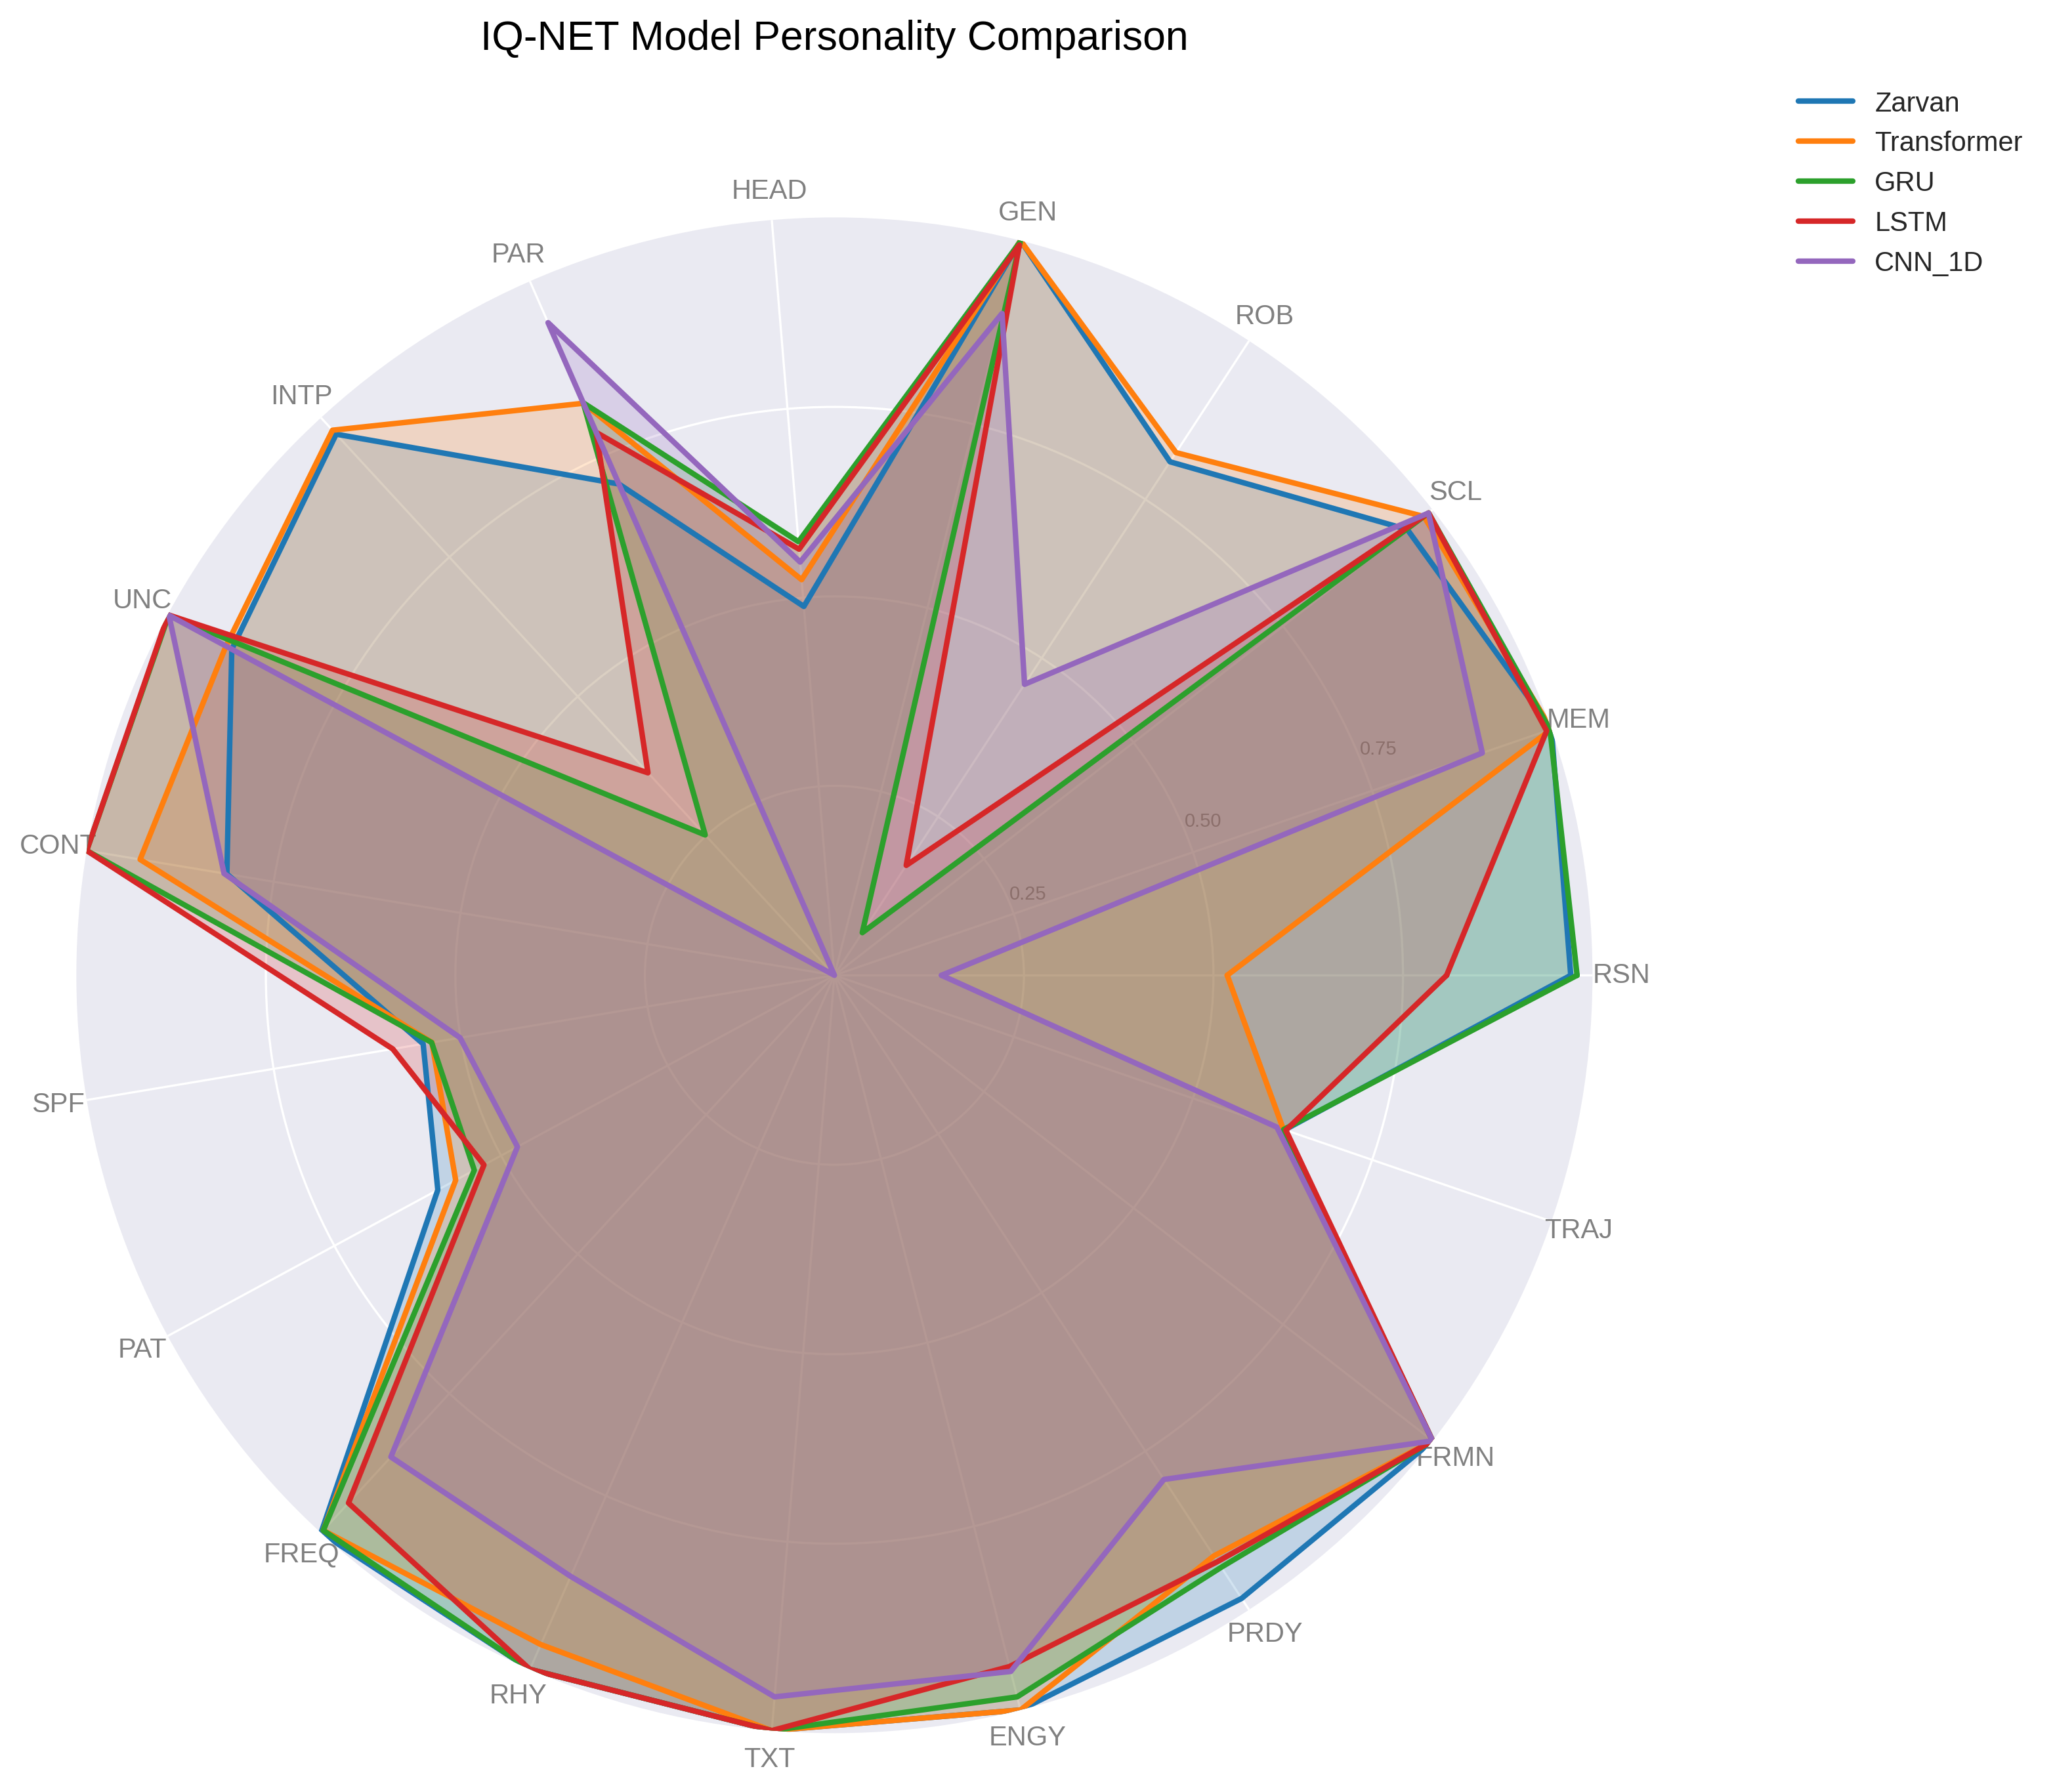 IQ-NET Model Personality Comparison
Zarvan
Transformer
GRU
LSTM
CNN_1D
HEAD
GEN
PAR
ROB
INTP
SCL
UNC
MEM
0.75
0.50
CONT
0.25
RSN
SPF
TRAJ
PAT
FRMN
FREQ
PRDY
RHY
ENGY
TXT